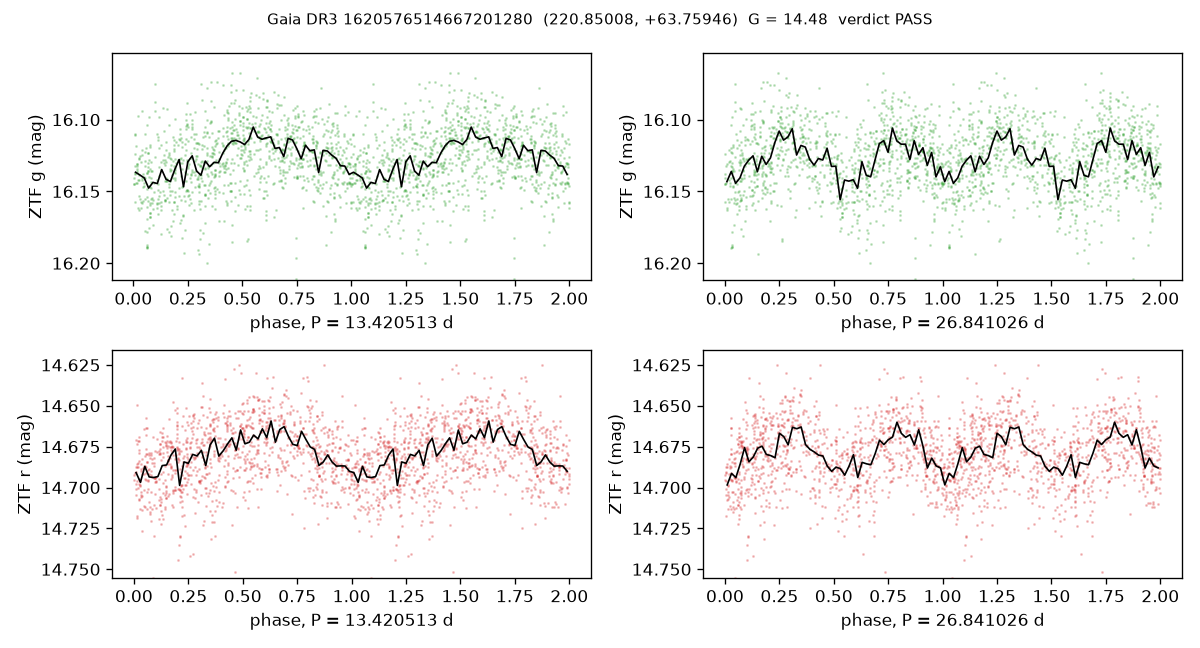 Gaia DR3 1620576514667201280  (220.85008, +63.75946)  G = 14.48  verdict PASS
ZTF g (mag)
16.10
16.15
16.20
0.00 0.25 0.50 0.75 1.00 1.25 1.50 1.75 2.00
phase, P = 13.420513 d
ZTF g (mag)
16.10
16.15
16.20
0.00 0.25 0.50 0.75 1.00 1.25 1.50 1.75 2.00
phase, P = 26.841026 d
ZTF r (mag)
14.625
14.650
14.675
14.700
14.725
14.750
0.00 0.25 0.50 0.75 1.00 1.25 1.50 1.75 2.00
phase, P = 13.420513 d
ZTF r (mag)
14.625
14.650
14.675
14.700
14.725
14.750
0.00 0.25 0.50 0.75 1.00 1.25 1.50 1.75 2.00
phase, P = 26.841026 d